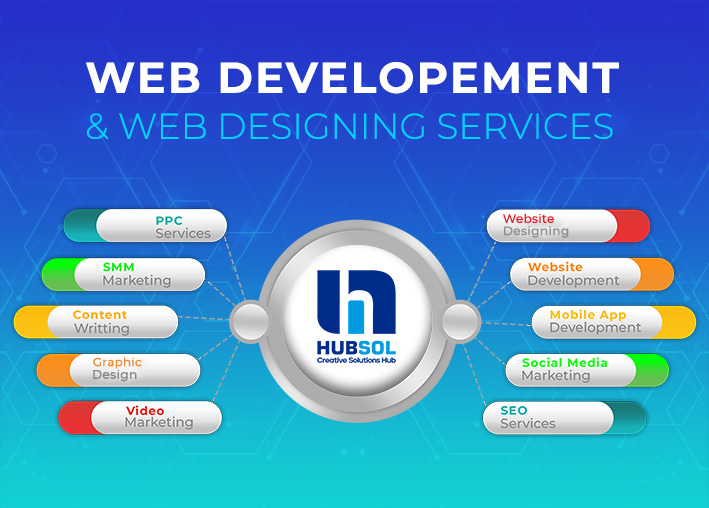 WEB DEVELOPEMENT
& WEB DESIGNING SERVICES
PPC
Services
SMM
Marketing
Content
Writting
Graphic
Design
Video
Marketing
HUBSOL
Creative Solutions Hub
Website
Designing
Website
Development
Mobile App
Development
Social Media
Marketing
SEO
Services